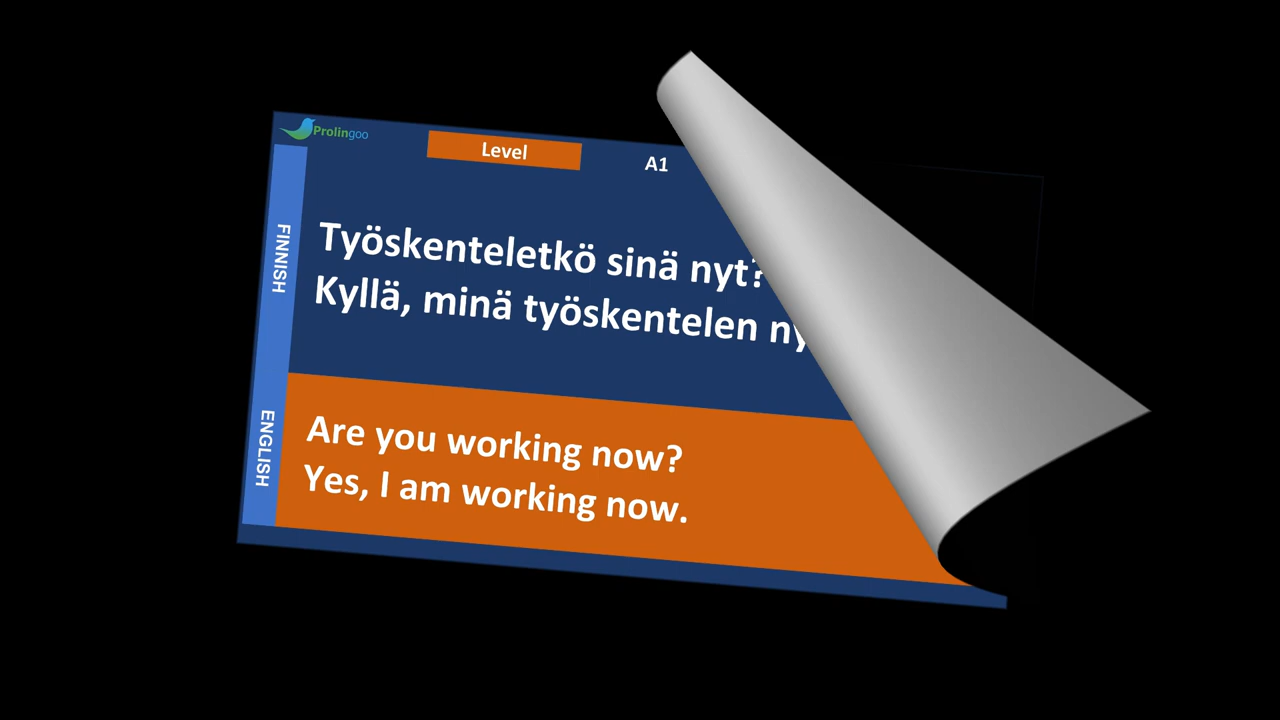 Prolingoo
Level
A1
FINNISH
Työskenteletkö sinä nyt?
Kyllä, minä työskentelen
ENGLISH
Are you working now?
Yes, I am working now.